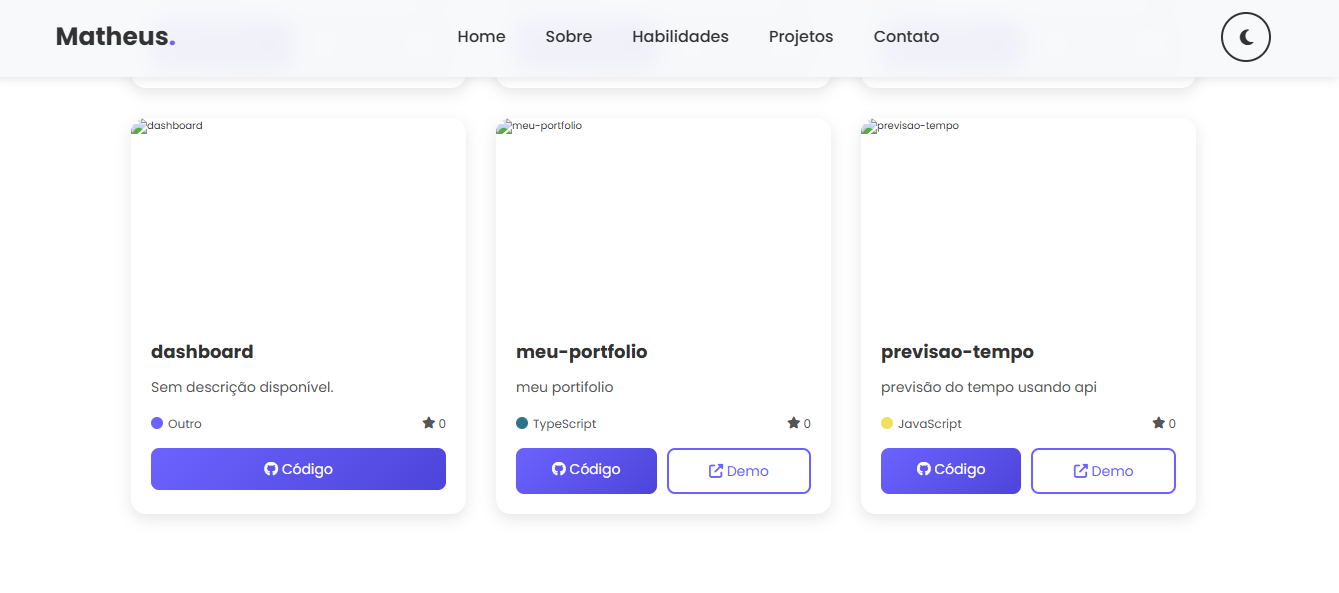 Matheus.
Home
Sobre
Habilidades
Projetos
Contato
dashboard
meu-portfolio
previsao-tempo
dashboard
Sem descrição disponível.
Outro
0
Código
meu-portfolio
meu portifolio
TypeScript
0
Código
Demo
previsao-tempo
previsão do tempo usando api
JavaScript
0
Código
Demo